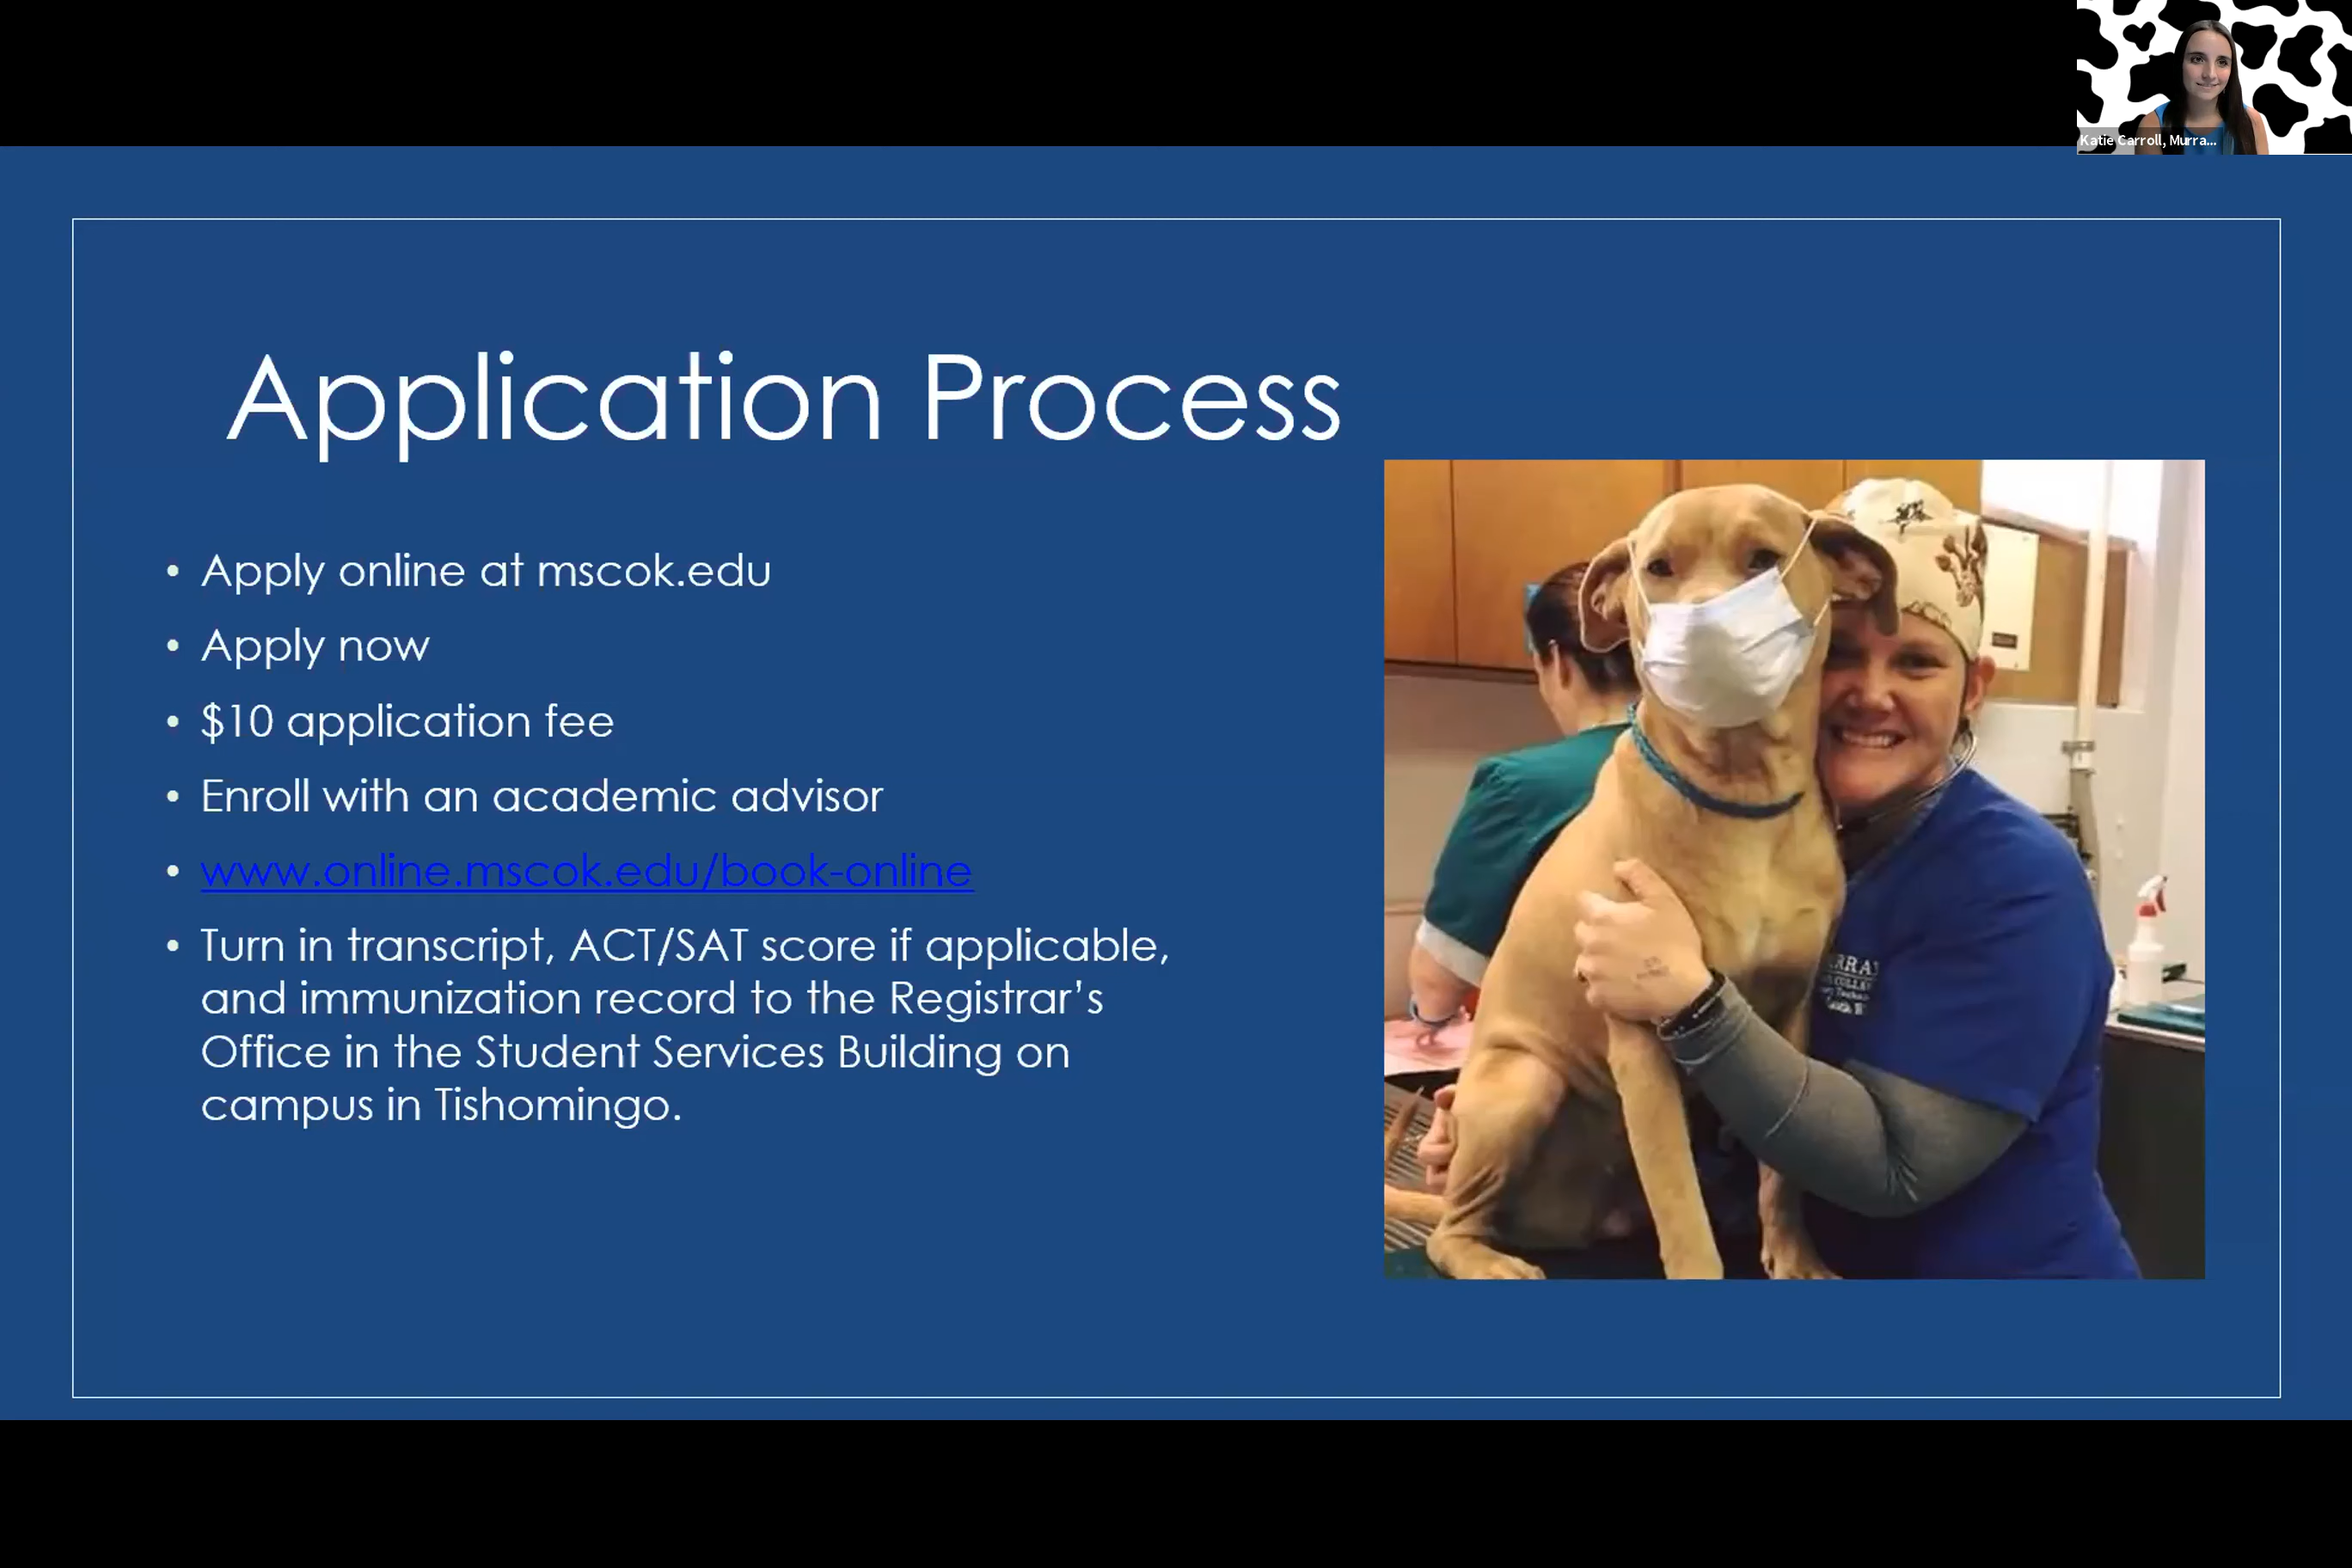 Katie Carroll, Murra...
Application Process
• Apply online at mscok.edu
• Apply now
• $10 application fee
• Enroll with an academic advisor
• www.online.mscok.edu/book-online
• Turn in transcript, ACT/SAT score if applicable,
and immunization record to the Registrar’s
Office in the Student Services Building on
campus in Tishomingo.